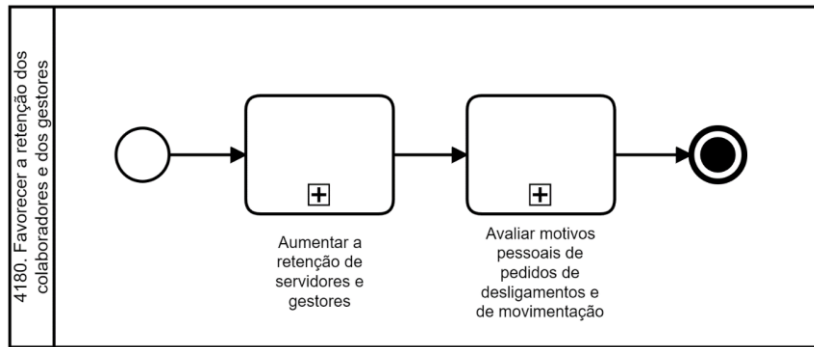 4180. Favorecer a retenção dos
colaboradores e dos gestores
Aumentar a
retenção de
servidores e
gestores
Avaliar motivos
pessoais de
pedidos de
desligamentos e
de movimentação